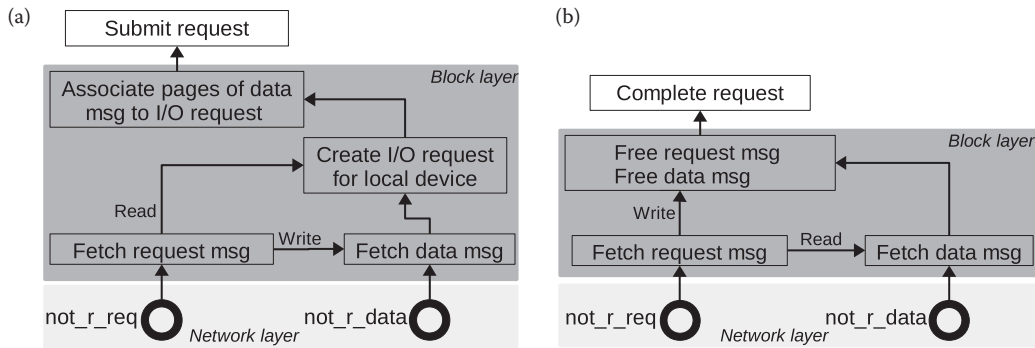 (a)
Submit request
Block layer
Associate pages of data
msg to I/O request
Create I/O request
for local device
Read
Fetch request msg
Write
Fetch data msg
not_r_req
Network layer
not_r_data
(b)
Complete request
Block layer
Free request msg
Free data msg
Write
Fetch request msg
Read
Fetch data msg
not_r_req
Network layer
not_r_data